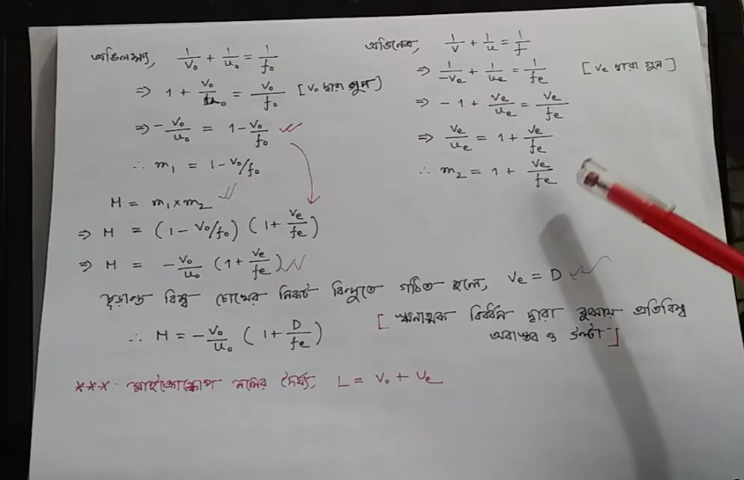 অভিলক্ষ্যে, 1/v₀ + 1/u₀ = 1/f₀
⇒ 1 + v₀/u₀ = v₀/f₀ [v₀ দ্বারা গুন]
⇒ -v₀/u₀ = 1 - v₀/f₀
∴ m₁ = 1 - v₀/f₀
অভিনেত্রে, 1/v + 1/u = 1/f
⇒ 1/-ve + 1/ue = 1/fe [ve দ্বারা গুন]
⇒ -1 + ve/ue = ve/fe
⇒ ve/ue = 1 + ve/fe
∴ m₂ = 1 + ve/fe
M = m₁ × m₂
⇒ M = (1 - v₀/f₀) (1 + ve/fe)
⇒ M = -v₀/u₀ (1 + ve/fe)
চূড়ান্ত বিম্ব চোখের নিকট বিন্দুতে গঠিত হলে, ve = D
∴ M = -v₀/u₀ (1 + D/fe)
[ঋনাত্মক বিবর্ধন দ্বারা বুঝায় প্রতিবিম্ব
অবাস্তব ও উল্টা]
*** মাইক্রোস্কোপ নলের দৈর্ঘ্য, L = v₀ + ue